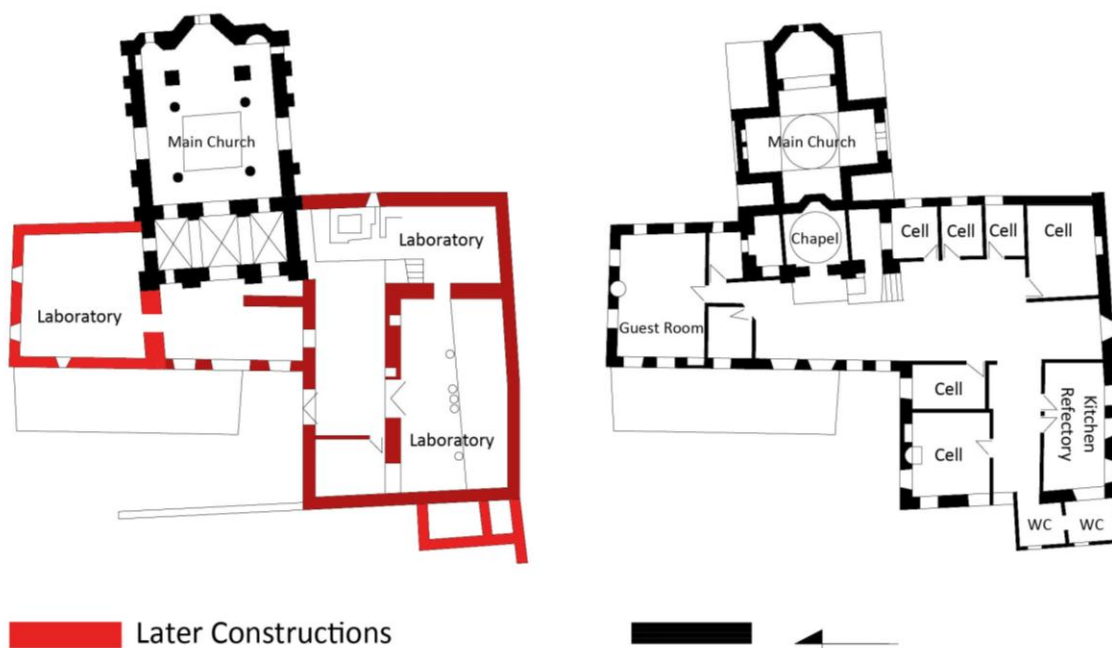 Main Church
Laboratory
Laboratory
Laboratory
Later Constructions
Main Church
Chapel
Cell
Cell
Cell
Cell
Guest Room
Cell
Cell
Kitchen
Refectory
WC
WC